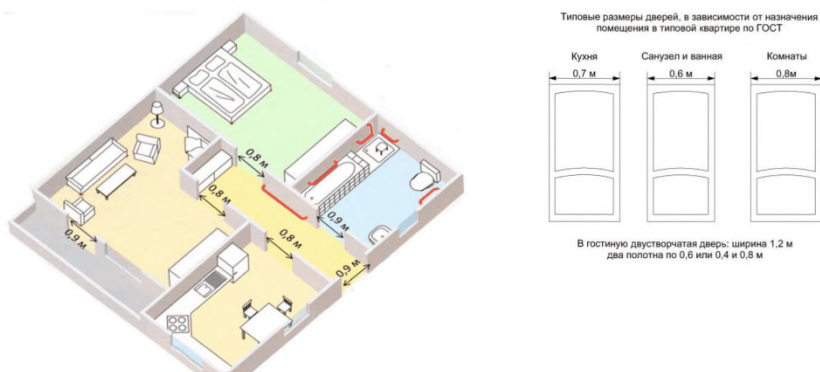 Типовые размеры дверей, в зависимости от назначения
помещения в типовой квартире по ГОСТ
Кухня
Санузел и ванная
Комнаты
0,7 м
0,6 м
0,8м
В гостиную двустворчатая дверь: ширина 1,2 м
два полотна по 0,6 или 0,4 и 0,8 м
0,8 м
0,8 м
0,9 м
0,9 м
0,8 м
0,9 м